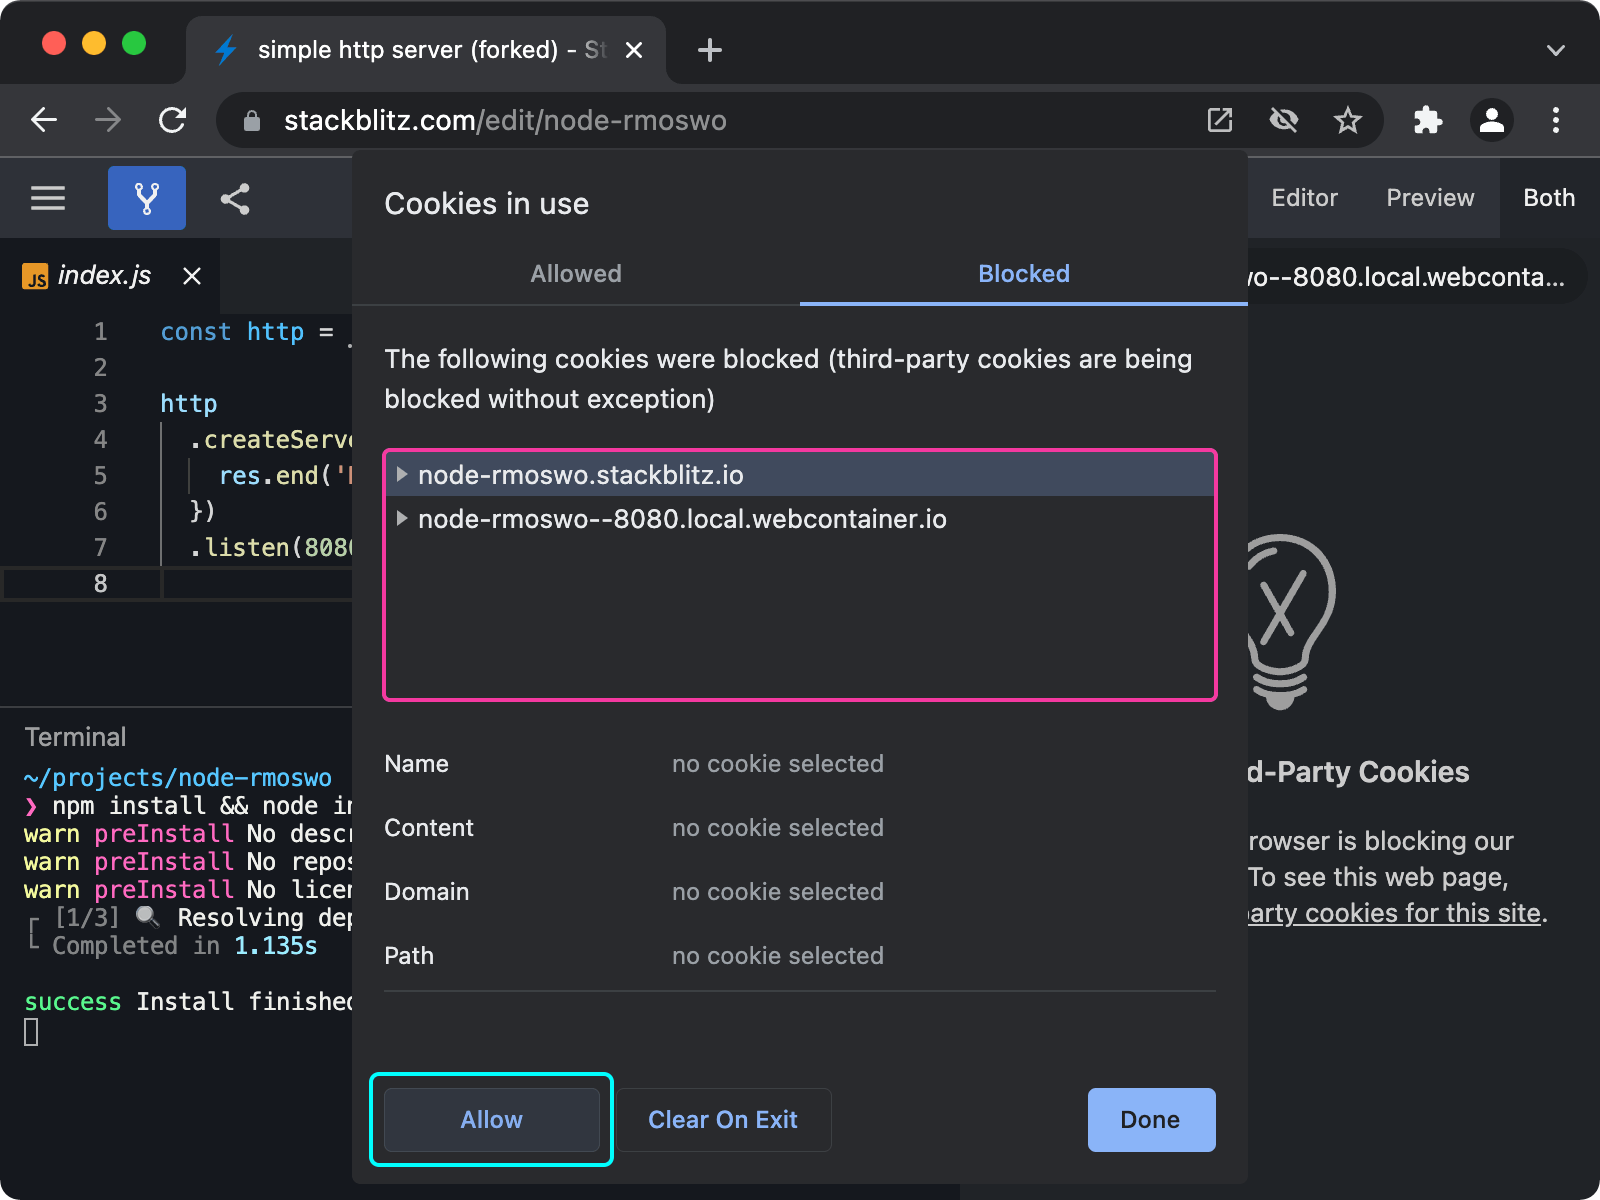 simple http server (forked) - St
stackblitz.com/edit/node-rmoswo
Editor
Preview
Both
JS index.js
wo--8080.local.webconta...
1 const http =
2
3 http
4 .createServe
5 res.end('
6 })
7 .listen(8080
8
Terminal
~/projects/node-rmoswo
❯ npm install && node in
warn preInstall No descr
warn preInstall No repos
warn preInstall No licen
┌ [1/3] 🔍 Resolving dep
└ Completed in 1.135s
success Install finished
Cookies in use
Allowed
Blocked
The following cookies were blocked (third-party cookies are being
blocked without exception)
node-rmoswo.stackblitz.io
node-rmoswo--8080.local.webcontainer.io
Name no cookie selected
Content no cookie selected
Domain no cookie selected
Path no cookie selected
Allow
Clear On Exit
Done
d-Party Cookies
rowser is blocking our
To see this web page,
party cookies for this site.